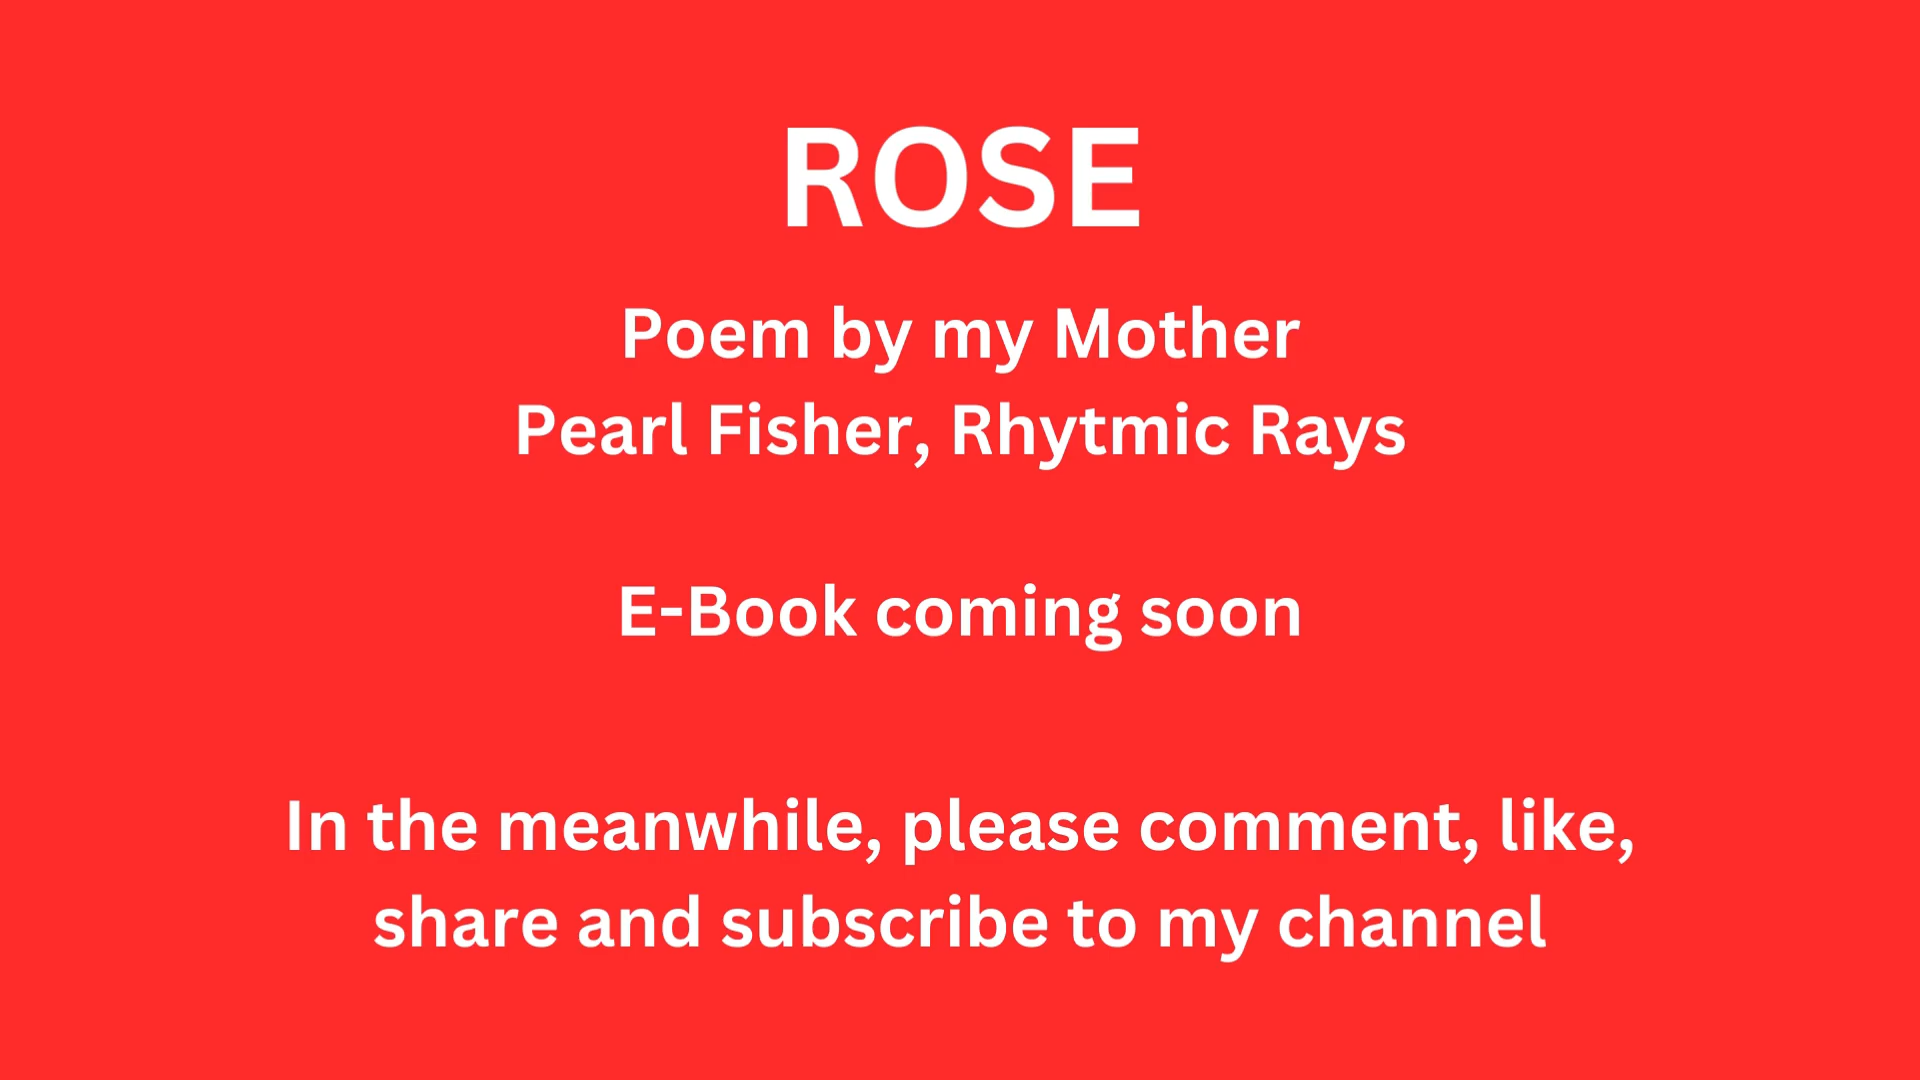 ROSE
Poem by my Mother
Pearl Fisher, Rhytmic Rays
E-Book coming soon
In the meanwhile, please comment, like,
share and subscribe to my channel